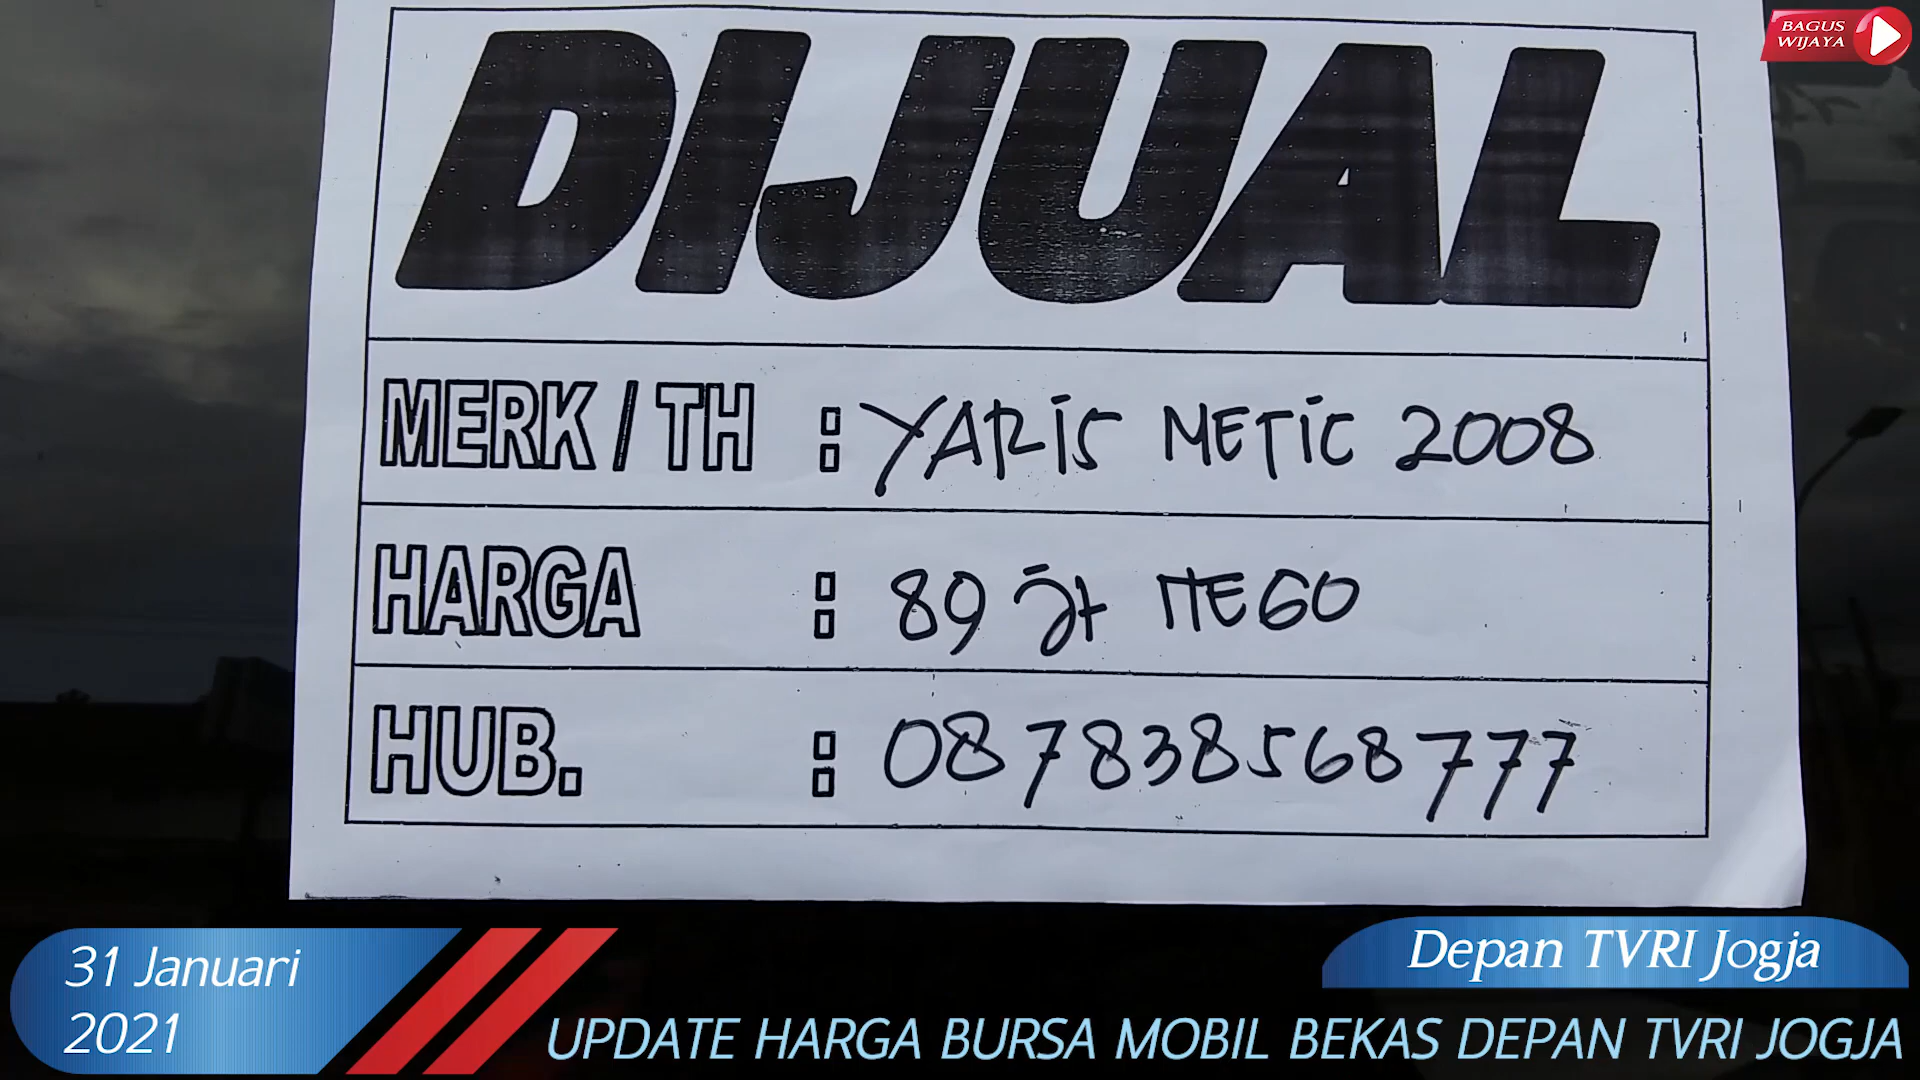 BAGUS
WIJAYA
DIJUAL
MERK / TH : YARIS METIC 2008
HARGA : 89 Jt NEGO
HUB. : 087838568777
31 Januari
2021
Depan TVRI Jogja
UPDATE HARGA BURSA MOBIL BEKAS DEPAN TVRI JOGJA